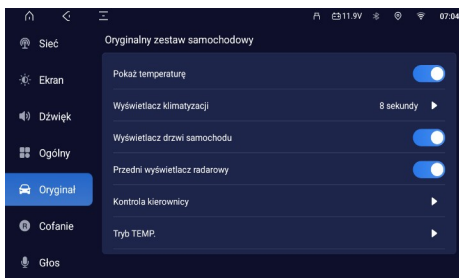 11.9V 07:04
Sieć
Ekran
Dźwięk
Ogólny
Oryginał
Cofanie
Głos
Oryginalny zestaw samochodowy
Pokaż temperaturę
Wyświetlacz klimatyzacji 8 sekundy
Wyświetlacz drzwi samochodu
Przedni wyświetlacz radarowy
Kontrola kierownicy
Tryb TEMP.